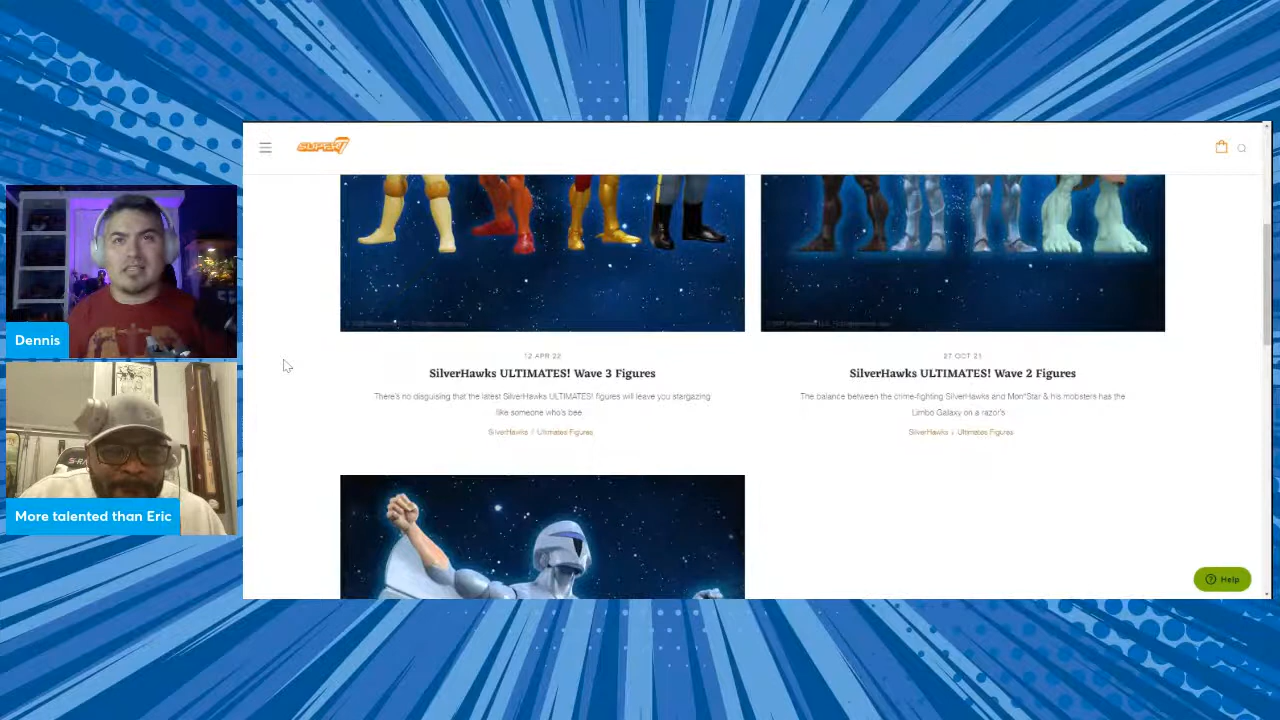 SUPER7
Dennis
More talented than Eric
12 APR 22
SilverHawks ULTIMATES! Wave 3 Figures
There's no disguising that the latest SilverHawks ULTIMATES! figures will leave you stargazing
like someone who's bee
SilverHawks / Ultimates Figures
27 OCT 21
SilverHawks ULTIMATES! Wave 2 Figures
The balance between the crime-fighting SilverHawks and Mon*Star & his mobsters has the
Limbo Galaxy on a razor's
SilverHawks / Ultimates Figures
Help